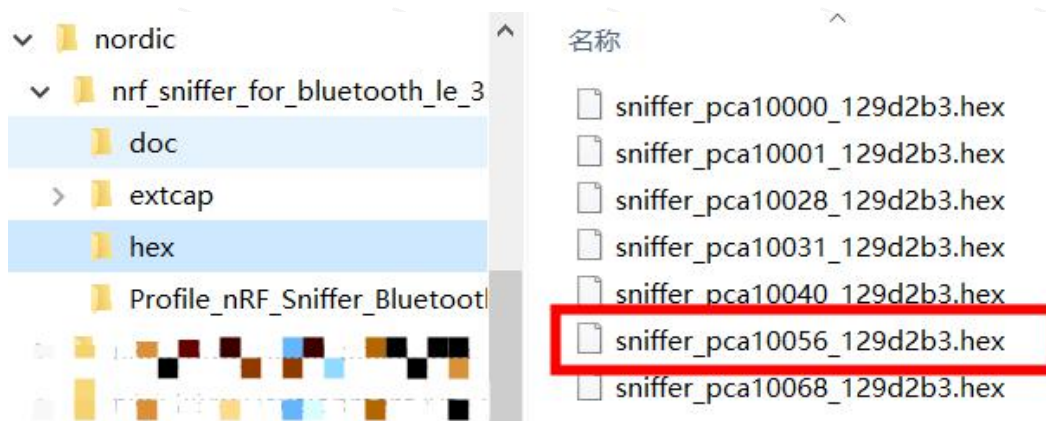 nordic
nrf_sniffer_for_bluetooth_le_3
doc
extcap
hex
Profile_nRF_Sniffer_Bluetoot
名称
sniffer_pca10000_129d2b3.hex
sniffer_pca10001_129d2b3.hex
sniffer_pca10028_129d2b3.hex
sniffer_pca10031_129d2b3.hex
sniffer_pca10040_129d2b3.hex
sniffer_pca10056_129d2b3.hex
sniffer_pca10068_129d2b3.hex